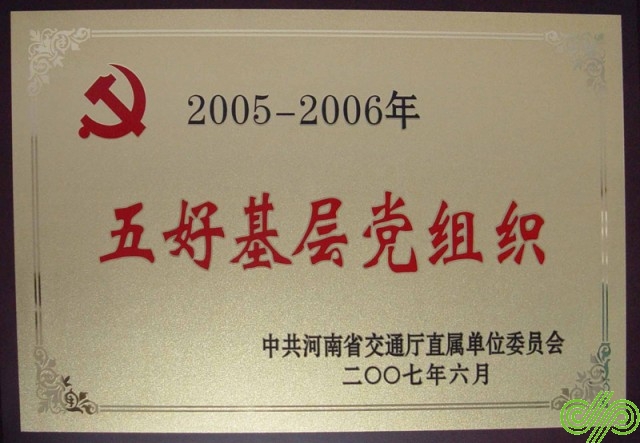 2005-2006年
五好基层党组织
中共河南省交通厅直属单位委员会
二〇〇七年六月